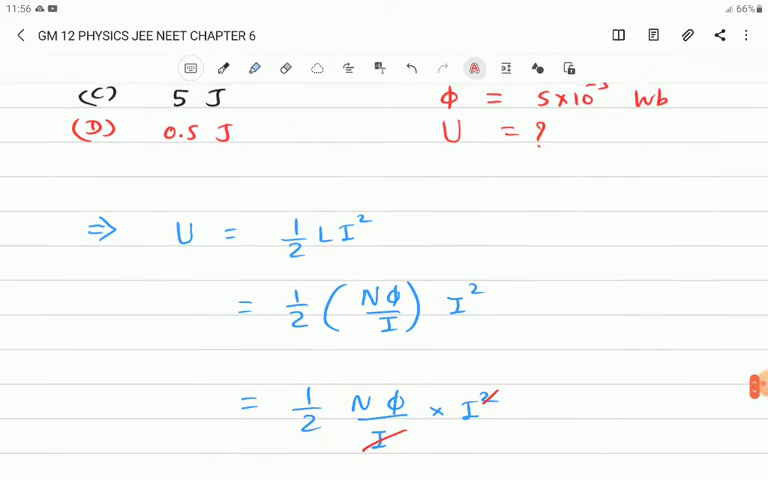 11:56 66%
GM 12 PHYSICS JEE NEET CHAPTER 6
(C) 5 J ϕ = 5×10⁻³ Wb
(D) 0.5 J U = ?
⇒ U = 1/2 L I²
= 1/2 (Nϕ/I) I²
= 1/2 Nϕ/I × I²